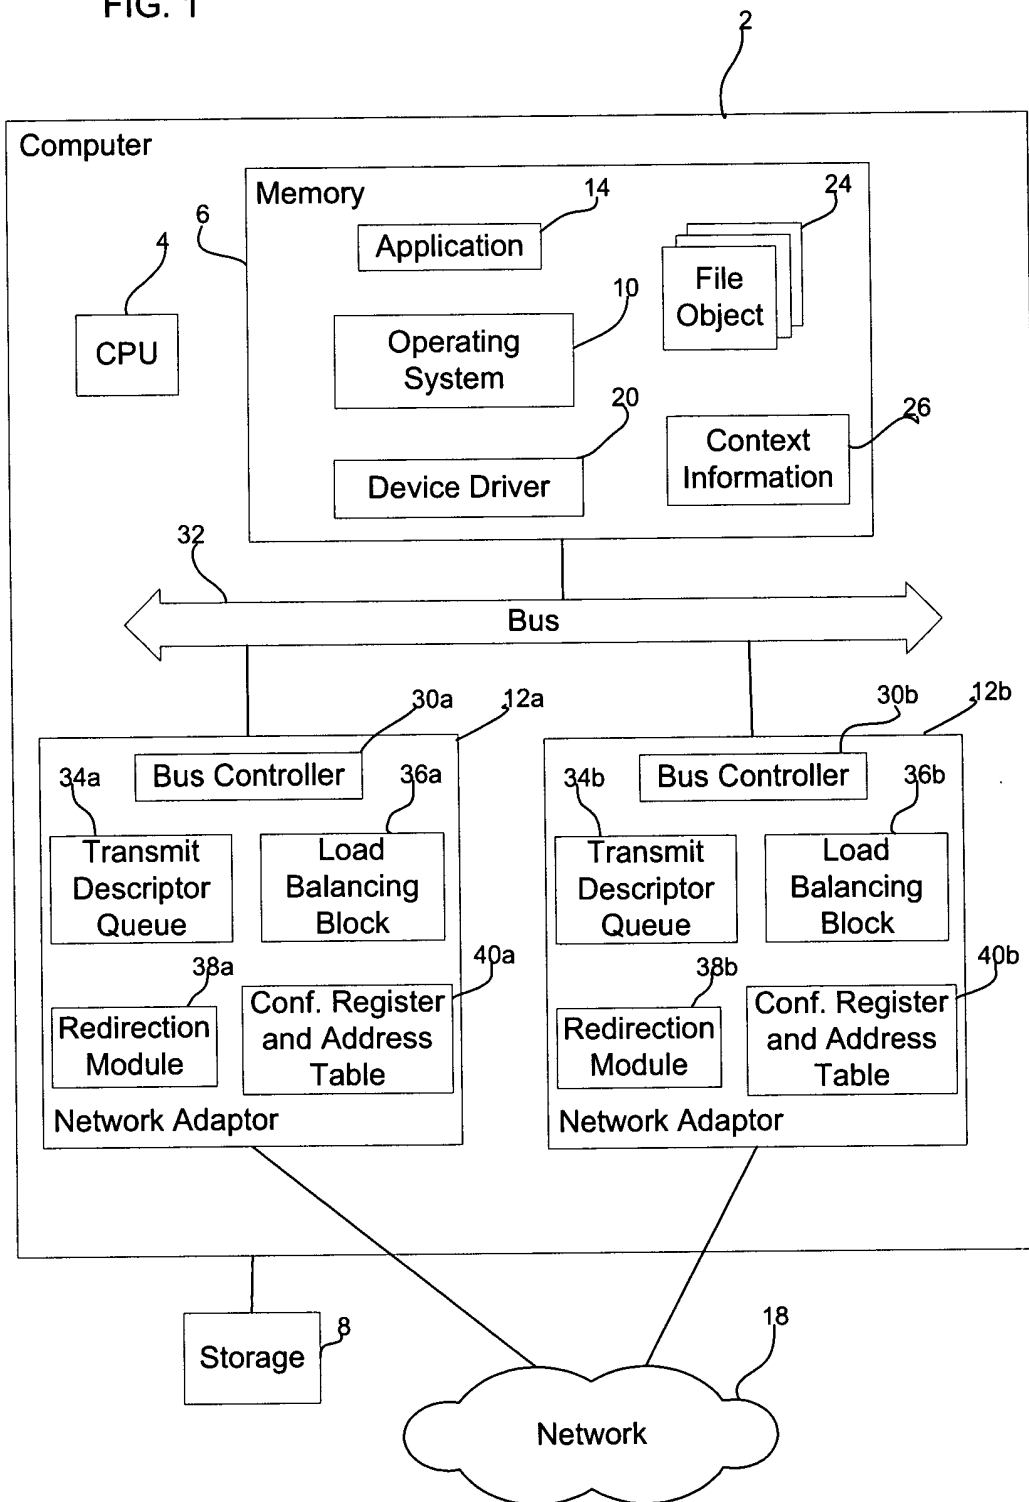 FIG. 1
2
Computer
Memory
14
24
6
4
Application
File
Object
10
CPU
Operating
System
20
26
Context
Information
Device Driver
32
Bus
30a
12a
30b
12b
34a
Bus Controller
36a
34b
Bus Controller
36b
Transmit
Descriptor
Queue
Load
Balancing
Block
Transmit
Descriptor
Queue
Load
Balancing
Block
38a
40a
38b
40b
Redirection
Module
Conf. Register
and Address
Table
Redirection
Module
Conf. Register
and Address
Table
Network Adaptor
Network Adaptor
8
18
Storage
Network